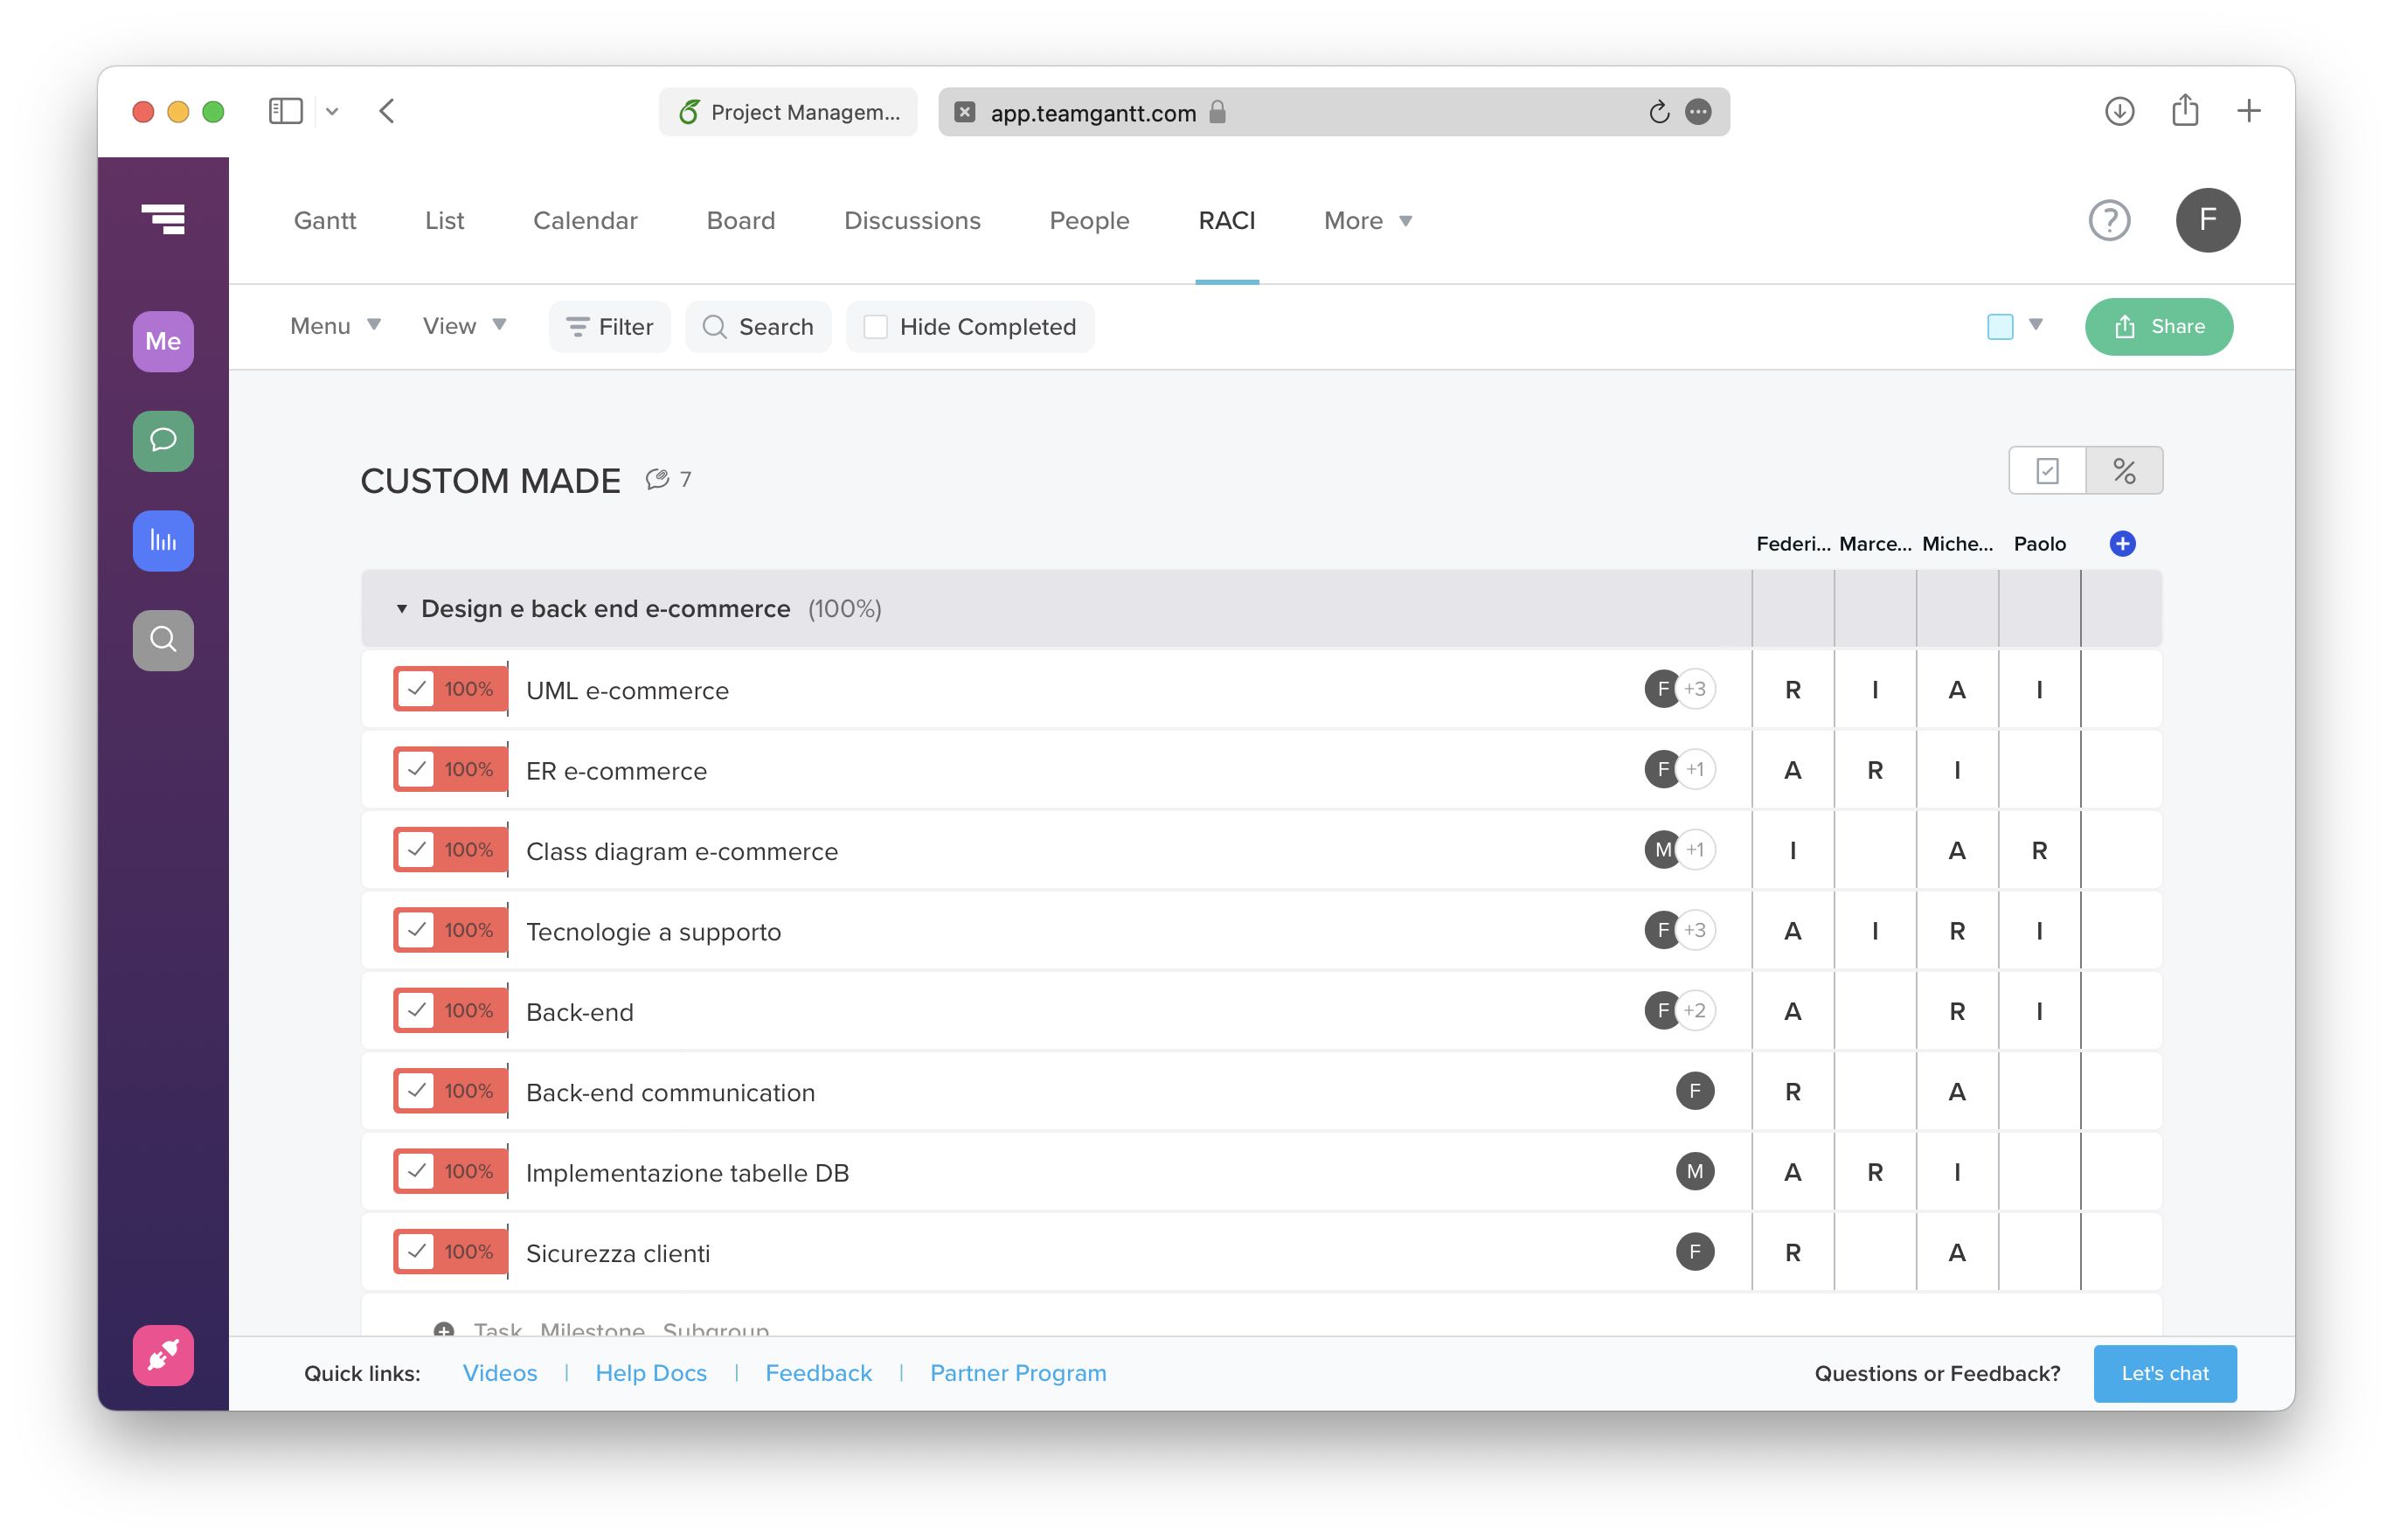 Project Managem...
app.teamgantt.com
Gantt List Calendar Board Discussions People RACI More
F
Menu View Filter Search Hide Completed Share
Me
CUSTOM MADE 7
%
Federi... Marce... Miche... Paolo
Design e back end e-commerce (100%)
100% UML e-commerce F +3 R I A I
100% ER e-commerce F +1 A R I
100% Class diagram e-commerce M +1 I A R
100% Tecnologie a supporto F +3 A I R I
100% Back-end F +2 A R I
100% Back-end communication F R A
100% Implementazione tabelle DB M A R I
100% Sicurezza clienti F R A
Task Milestone Subgroup
Quick links: Videos | Help Docs | Feedback | Partner Program Questions or Feedback? Let's chat